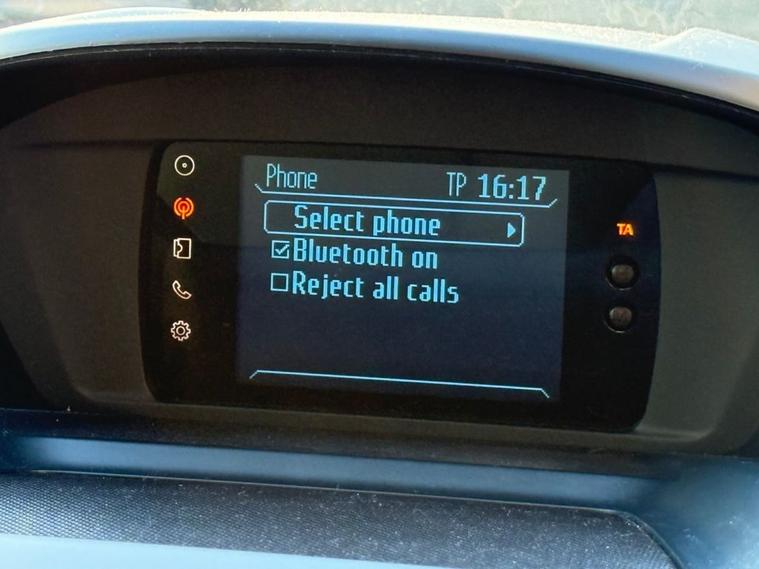 Phone TP 16:17
Select phone
Bluetooth on
Reject all calls
TA